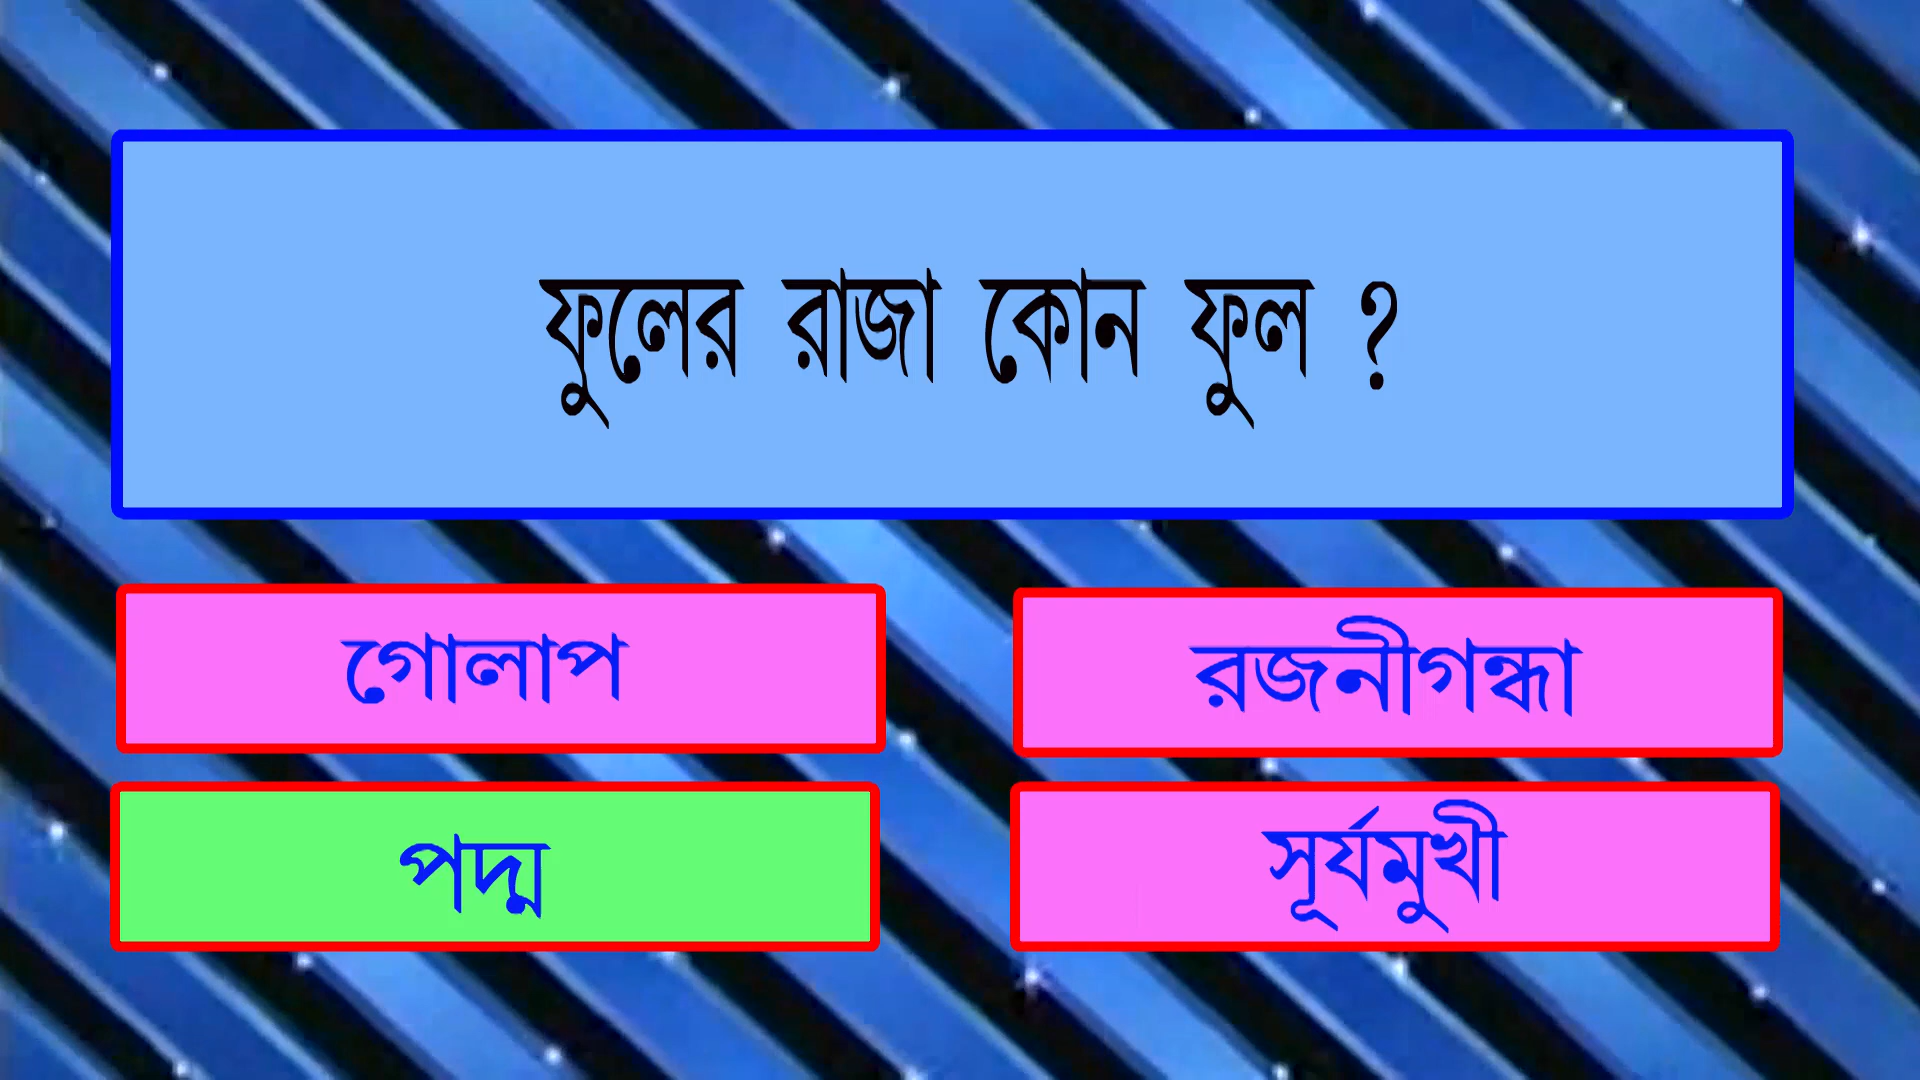 ফুলের রাজা কোন ফুল ?
গোলাপ
রজনীগন্ধা
পদ্ম
সূর্যমুখী